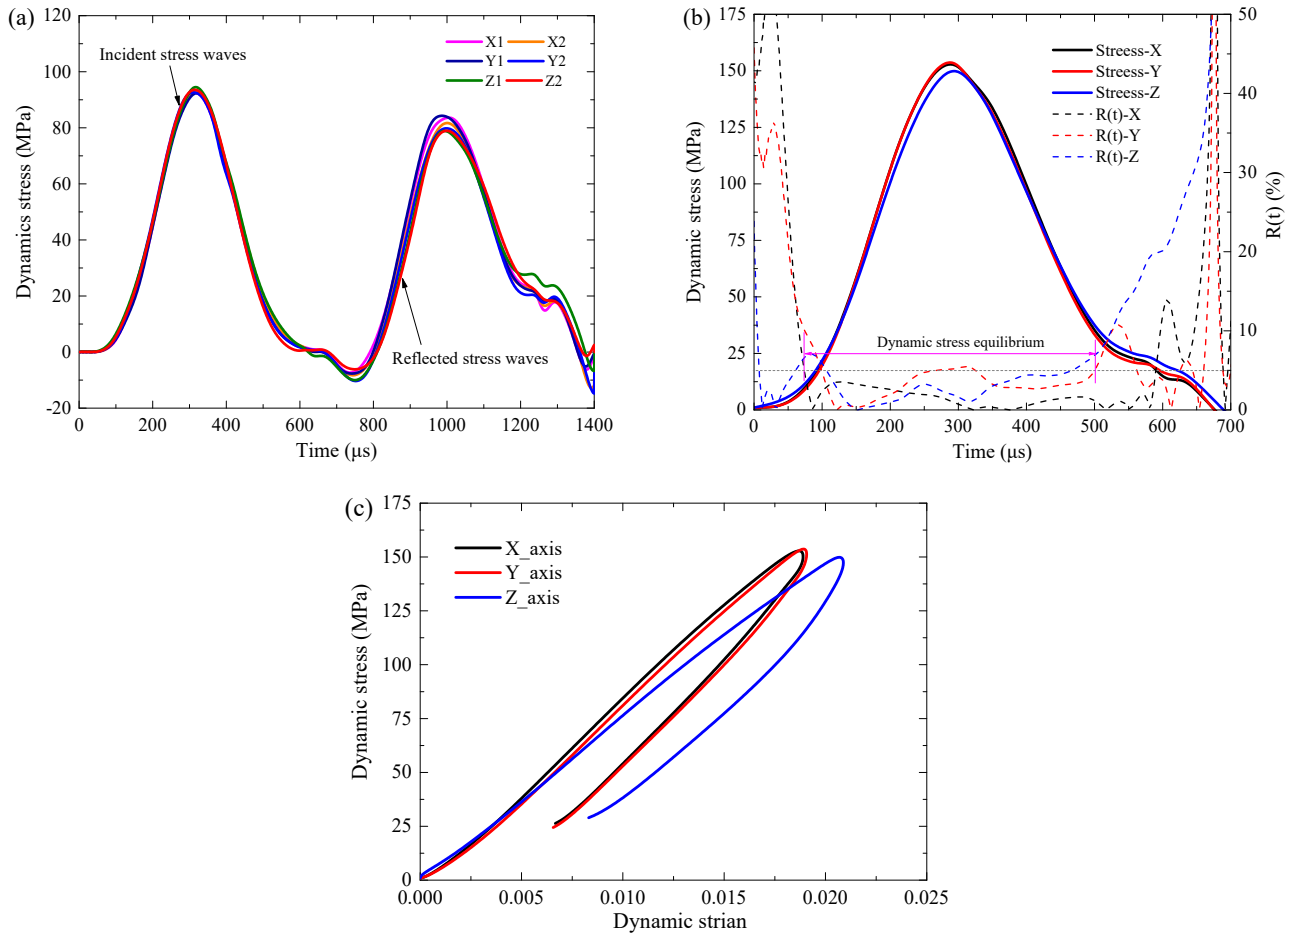 (a)
Dynamics stress (MPa)
120
100
80
60
40
20
0
-20
Incident stress waves
X1 X2
Y1 Y2
Z1 Z2
Reflected stress waves
0 200 400 600 800 1000 1200 1400
Time (μs)
(b)
Dynamic stress (MPa)
175
150
125
100
75
50
25
0
Streess-X
Streess-Y
Streess-Z
R(t)-X
R(t)-Y
R(t)-Z
Dynamic stress equilibrium
50
40
30
20
10
0
R(t) (%)
0 100 200 300 400 500 600 700
Time (μs)
(c)
Dynamic stress (MPa)
175
150
125
100
75
50
25
0
X_axis
Y_axis
Z_axis
0.000 0.005 0.010 0.015 0.020 0.025
Dynamic strian